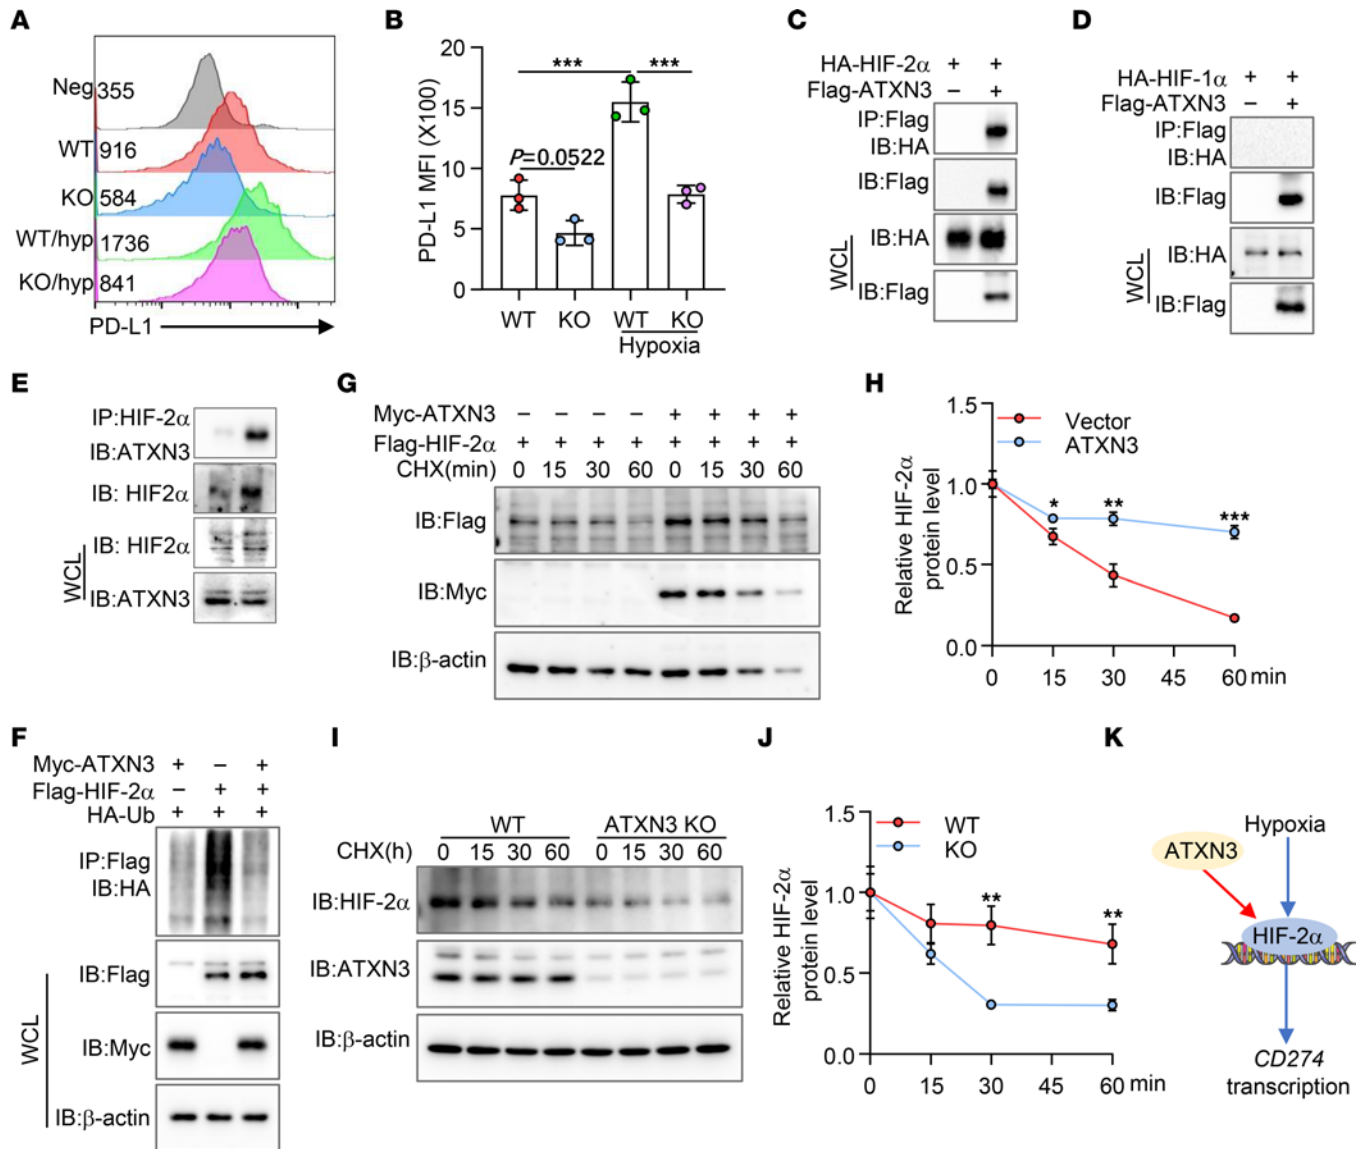 A
Neg 355
WT 916
KO 584
WT/hyp 1736
KO/hyp 841
PD-L1
B
PD-L1 MFI (X100)
20
15
10
5
0
***
***
P=0.0522
WT KO WT KO
Hypoxia
C
HA-HIF-2α + +
Flag-ATXN3 – +
IP:Flag
IB:HA
IB:Flag
IB:HA
IB:Flag
WCL
D
HA-HIF-1α + +
Flag-ATXN3 – +
IP:Flag
IB:HA
IB:Flag
IB:HA
IB:Flag
WCL
E
IP:HIF-2α
IB:ATXN3
IB: HIF2α
IB: HIF2α
IB:ATXN3
WCL
G
Myc-ATXN3 – – – – + + + +
Flag-HIF-2α + + + + + + + +
CHX(min) 0 15 30 60 0 15 30 60
IB:Flag
IB:Myc
IB:β-actin
H
Relative HIF-2α
protein level
1.5
1.0
0.5
0.0
Vector
ATXN3
* ** ***
0 15 30 45 60 min
F
Myc-ATXN3 + – +
Flag-HIF-2α – + +
HA-Ub + + +
IP:Flag
IB:HA
IB:Flag
IB:Myc
IB:β-actin
WCL
I
WT ATXN3 KO
CHX(h) 0 15 30 60 0 15 30 60
IB:HIF-2α
IB:ATXN3
IB:β-actin
J
Relative HIF-2α
protein level
1.5
1.0
0.5
0.0
WT
KO
** **
0 15 30 45 60 min
K
Hypoxia
ATXN3
HIF-2α
CD274
transcription